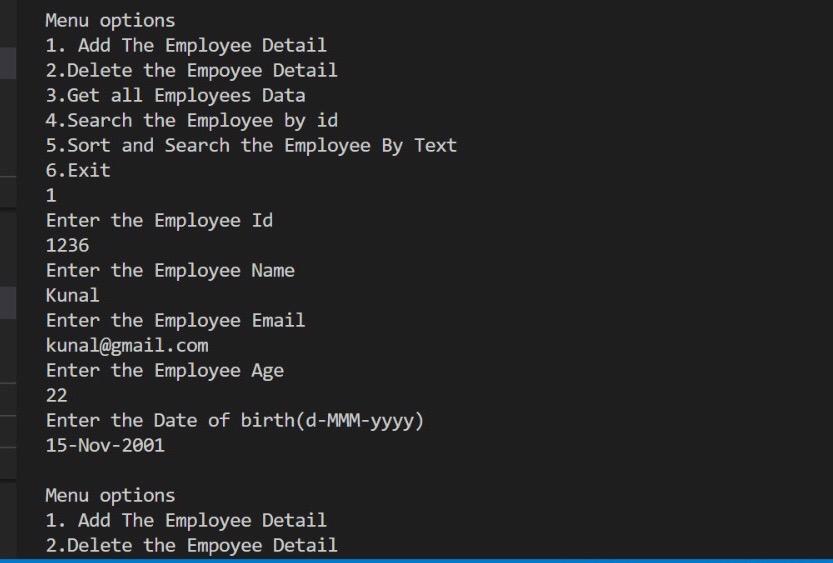 Menu options
1. Add The Employee Detail
2.Delete the Empoyee Detail
3.Get all Employees Data
4.Search the Employee by id
5.Sort and Search the Employee By Text
6.Exit
1
Enter the Employee Id
1236
Enter the Employee Name
Kunal
Enter the Employee Email
kunal@gmail.com
Enter the Employee Age
22
Enter the Date of birth(d-MMM-yyyy)
15-Nov-2001
Menu options
1. Add The Employee Detail
2.Delete the Empoyee Detail